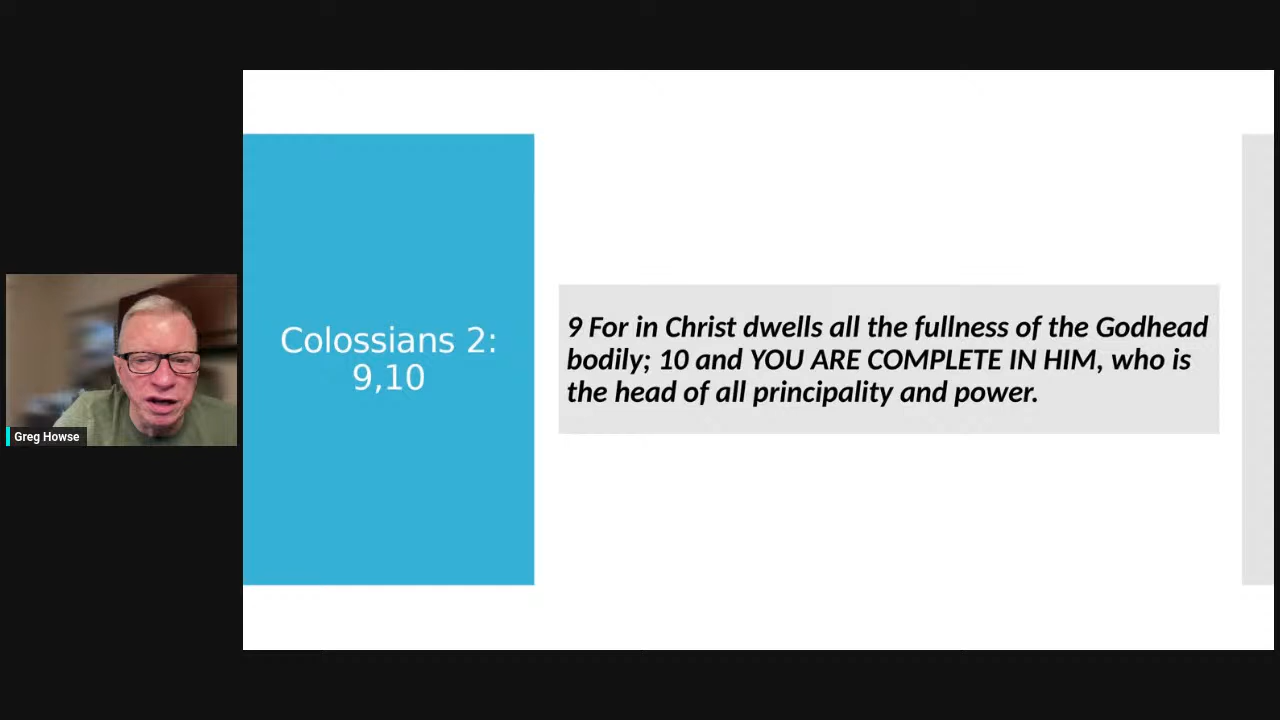 Colossians 2:
9,10
9 For in Christ dwells all the fullness of the Godhead
bodily; 10 and YOU ARE COMPLETE IN HIM, who is
the head of all principality and power.
Greg Howse